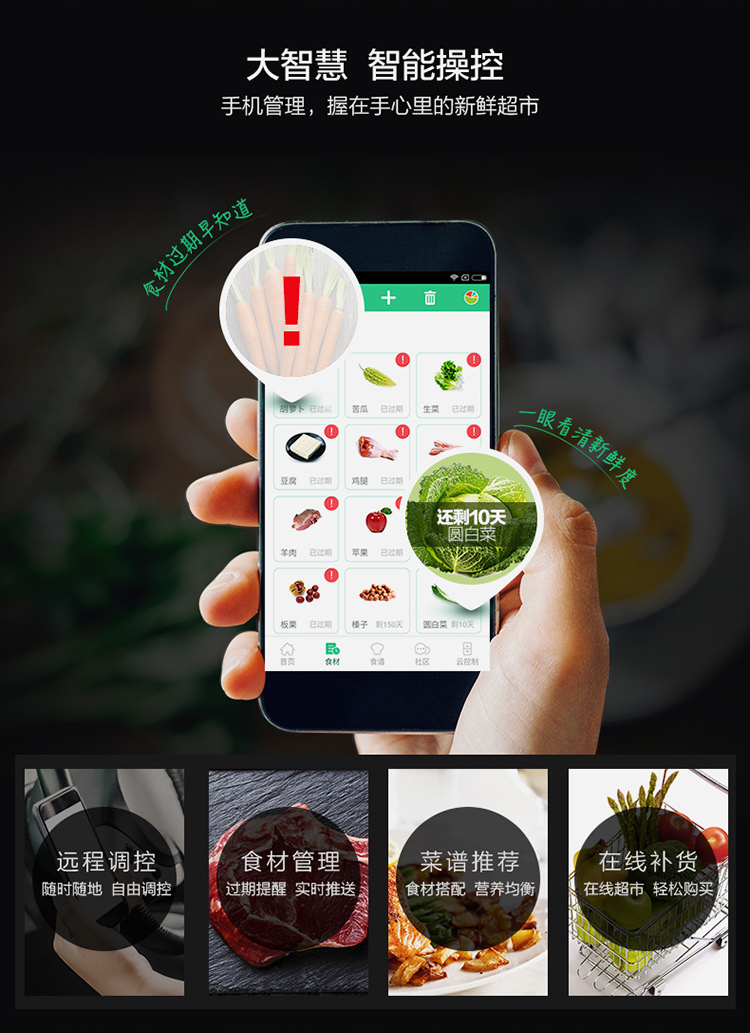 大智慧 智能操控
手机管理，握在手心里的新鲜超市
食材过期早知道
胡萝卜 已过期
苦瓜 已过期
生菜 已过期
一眼看清新鲜度
豆腐 已过期
鸡腿 已过期
还剩10天
圆白菜
羊肉 已过期
苹果 已过期
板栗 已过期
榛子 剩150天
圆白菜 剩10天
首页
食材
食谱
社区
云控制
远程调控
随时随地 自由调控
食材管理
过期提醒 实时推送
菜谱推荐
食材搭配 营养均衡
在线补货
在线超市 轻松购买